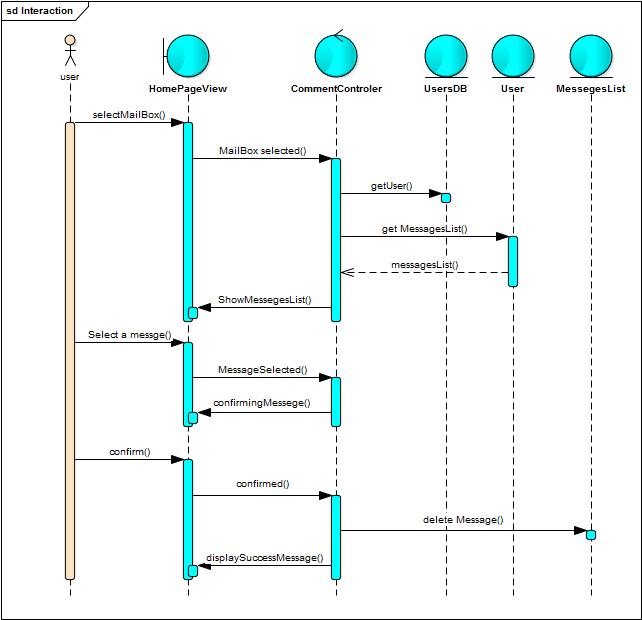 sd Interaction
user
HomePageView
CommentControler
UsersDB
User
MessegesList
selectMailBox()
MailBox selected()
getUser()
get MessagesList()
messagesList()
ShowMessegesList()
Select a messge()
MessageSelected()
confirmingMessege()
confirm()
confirmed()
delete Message()
displaySuccessMessage()